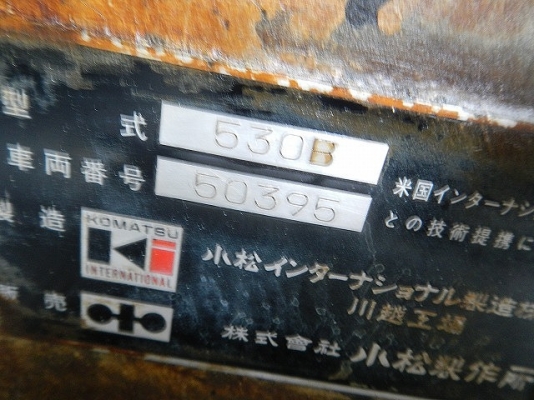 型式 530B
車両番号 50395
米国インターナシ
との技術提携に
製造 KOMATSU
INTERNATIONAL
小松インターナショナル製造株
川越工場
販売
株式会社 小松製作所